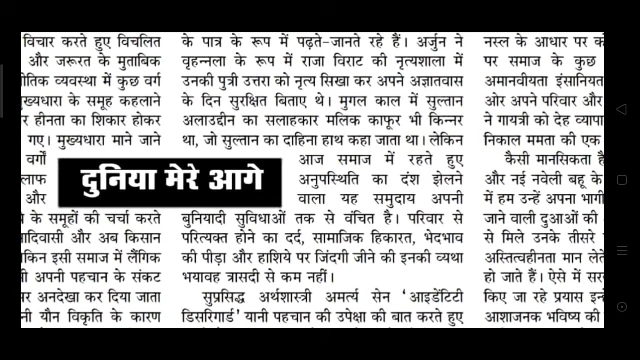 विचार करते हुए विचलित
और जरूरत के मुताबिक
व्यवस्था में कुछ वर्ग
के समूह कहलाने
हीनता का शिकार होकर
गए। मुख्यधारा माने जाने
वर्गों
और
के समूहों की चर्चा करते
और अब किसान
इसी समाज में लैंगिक
अपनी पहचान के संकट
अनदेखा कर दिया जाता
यौन विकृति के कारण
दुनिया मेरे आगे
के पात्र के रूप में पढ़ते-जानते रहे हैं। अर्जुन ने
वृहन्नला के रूप में राजा विराट की नृत्यशाला में
उनकी पुत्री उत्तरा को नृत्य सिखा कर अपने अज्ञातवास
के दिन सुरक्षित बिताए थे। मुगल काल में सुल्तान
अलाउद्दीन का सलाहकार मलिक काफूर भी किन्नर
था, जो सुल्तान का दाहिना हाथ कहा जाता था। लेकिन
आज समाज में रहते हुए
अनुपस्थिति का दंश झेलने
वाला यह समुदाय अपनी
बुनियादी सुविधाओं तक से वंचित है। परिवार से
परित्यक्त होने का दर्द, सामाजिक हिकारत, भेदभाव
की पीड़ा और हाशिये पर जिंदगी जीने की इनकी व्यथा
भयावह त्रासदी से कम नहीं।
सुप्रसिद्ध अर्थशास्त्री अमर्त्य सेन ‘आइडेंटिटी
डिसरिगार्ड’ यानी पहचान की उपेक्षा की बात करते हुए
नस्ल के आधार पर
पर समाज के कुछ
अमानवीयता
ओर अपने परिवार और
ने गायत्री को देह
निकाल ममता की एक
कैसी मानसिकता
और नई नवेली बहू के
में हम उन्हें अपना
जाने वाली दुआओं की
से मिले उनके तीसरे
अस्तित्वहीनता मान
हो जाते हैं। ऐसे में
किए जा रहे प्रयास
आशाजनक भविष्य की